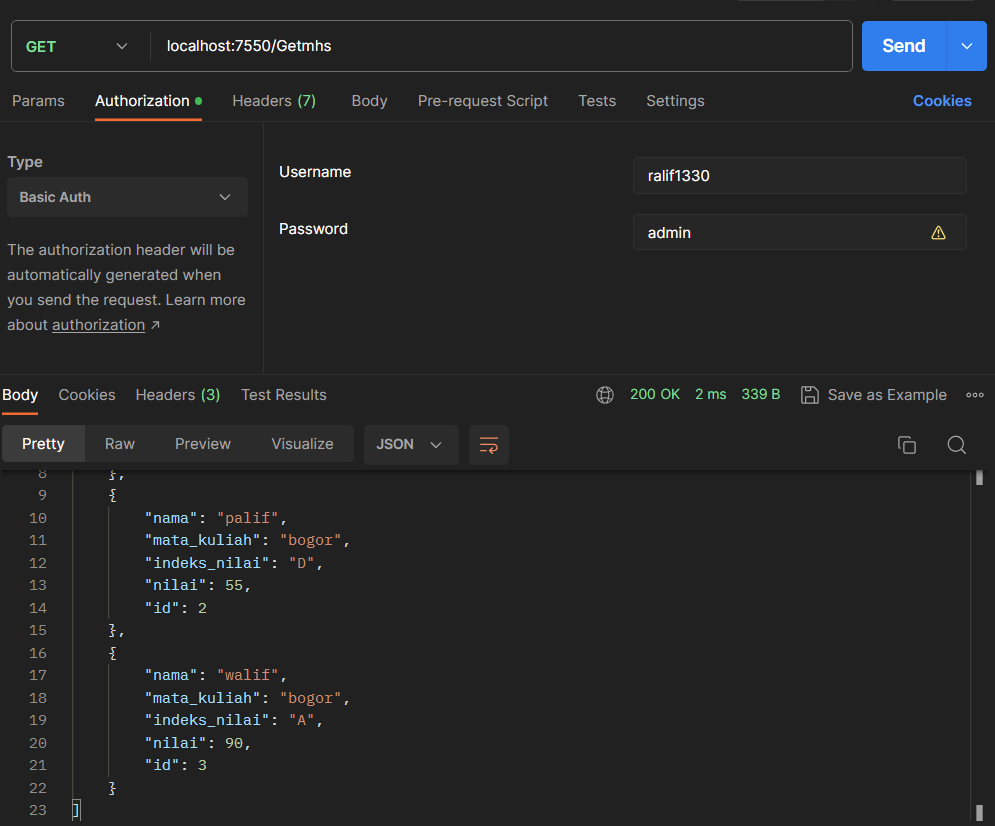 GET localhost:7550/Getmhs Send
Params Authorization Headers (7) Body Pre-request Script Tests Settings Cookies
Type
Basic Auth
The authorization header will be
automatically generated when
you send the request. Learn more
about authorization ↗
Username ralif1330
Password admin
Body Cookies Headers (3) Test Results 200 OK 2 ms 339 B Save as Example
Pretty Raw Preview Visualize JSON
8 },
9 {
10 "nama": "palif",
11 "mata_kuliah": "bogor",
12 "indeks_nilai": "D",
13 "nilai": 55,
14 "id": 2
15 },
16 {
17 "nama": "walif",
18 "mata_kuliah": "bogor",
19 "indeks_nilai": "A",
20 "nilai": 90,
21 "id": 3
22 }
23 ]